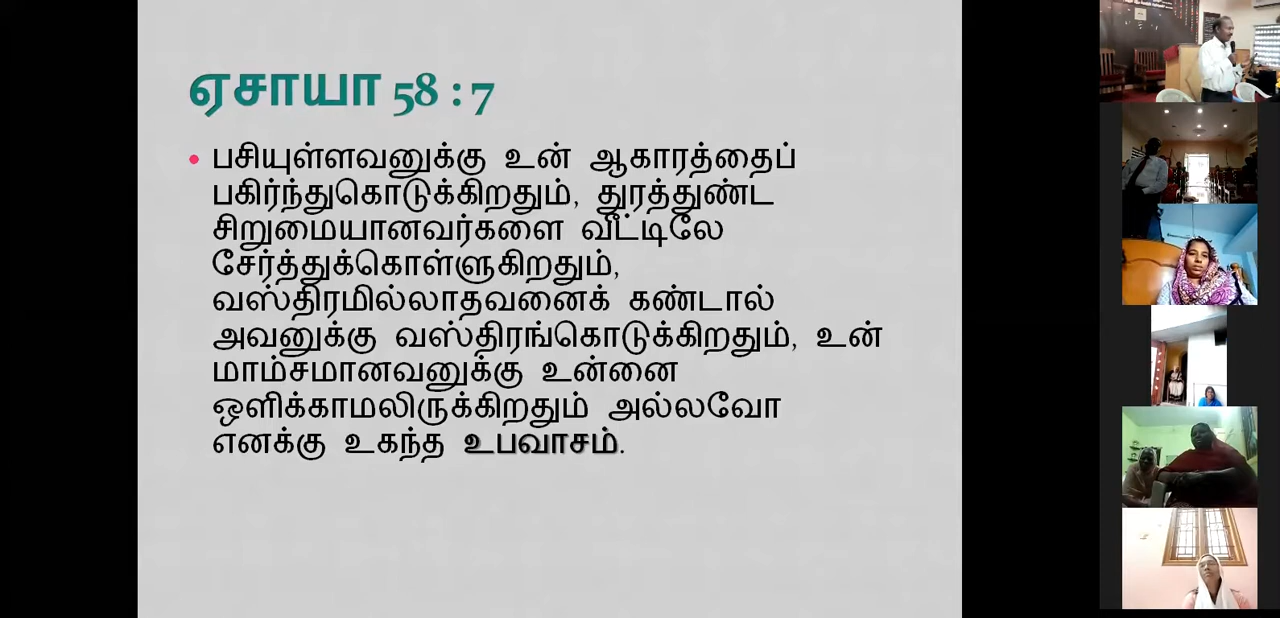 ஏசாயா 58 : 7
• பசியுள்ளவனுக்கு உன் ஆகாரத்தைப்
பகிர்ந்துகொடுக்கிறதும், துரத்துண்ட
சிறுமையானவர்களை வீட்டிலே
சேர்த்துக்கொள்ளுகிறதும்,
வஸ்திரமில்லாதவனைக் கண்டால்
அவனுக்கு வஸ்திரங்கொடுக்கிறதும், உன்
மாம்சமானவனுக்கு உன்னை
ஒளிக்காமலிருக்கிறதும் அல்லவோ
எனக்கு உகந்த உபவாசம்.